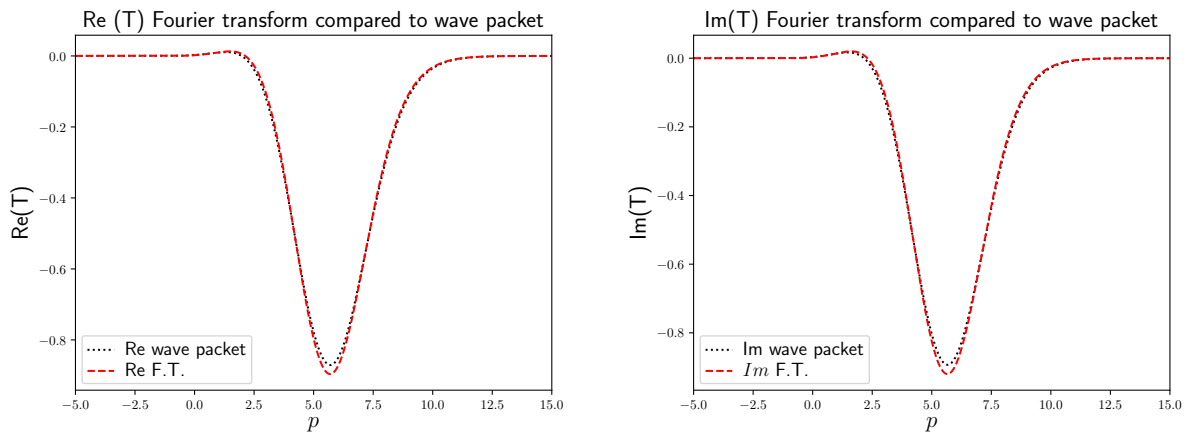 Re (T) Fourier transform compared to wave packet
0.0
−0.2
−0.4
−0.6
−0.8
Re(T)
Re wave packet
Re F.T.
−5.0 −2.5 0.0 2.5 5.0 7.5 10.0 12.5 15.0
p
Im(T) Fourier transform compared to wave packet
0.0
−0.2
−0.4
−0.6
−0.8
Im(T)
Im wave packet
Im F.T.
−5.0 −2.5 0.0 2.5 5.0 7.5 10.0 12.5 15.0
p